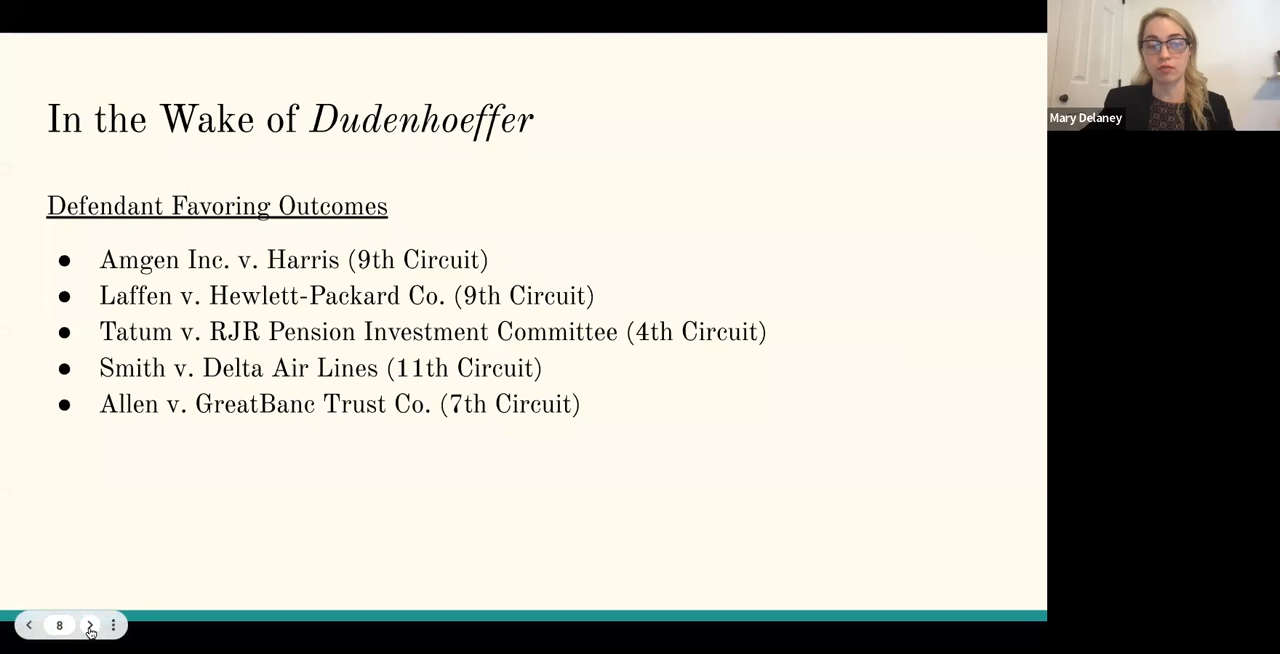 In the Wake of Dudenhoeffer
Defendant Favoring Outcomes
● Amgen Inc. v. Harris (9th Circuit)
● Laffen v. Hewlett-Packard Co. (9th Circuit)
● Tatum v. RJR Pension Investment Committee (4th Circuit)
● Smith v. Delta Air Lines (11th Circuit)
● Allen v. GreatBanc Trust Co. (7th Circuit)
Mary Delaney
8